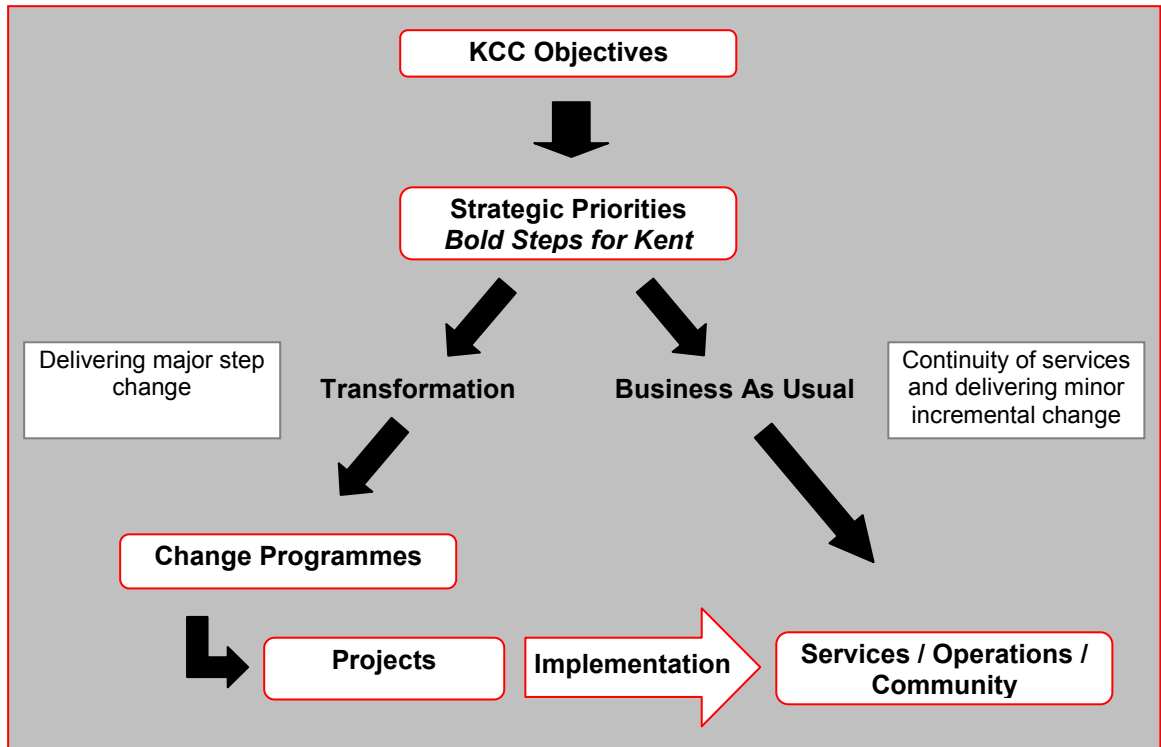 KCC Objectives
Strategic Priorities
Bold Steps for Kent
Delivering major step
change
Transformation
Business As Usual
Continuity of services
and delivering minor
incremental change
Change Programmes
Projects
Implementation
Services / Operations /
Community